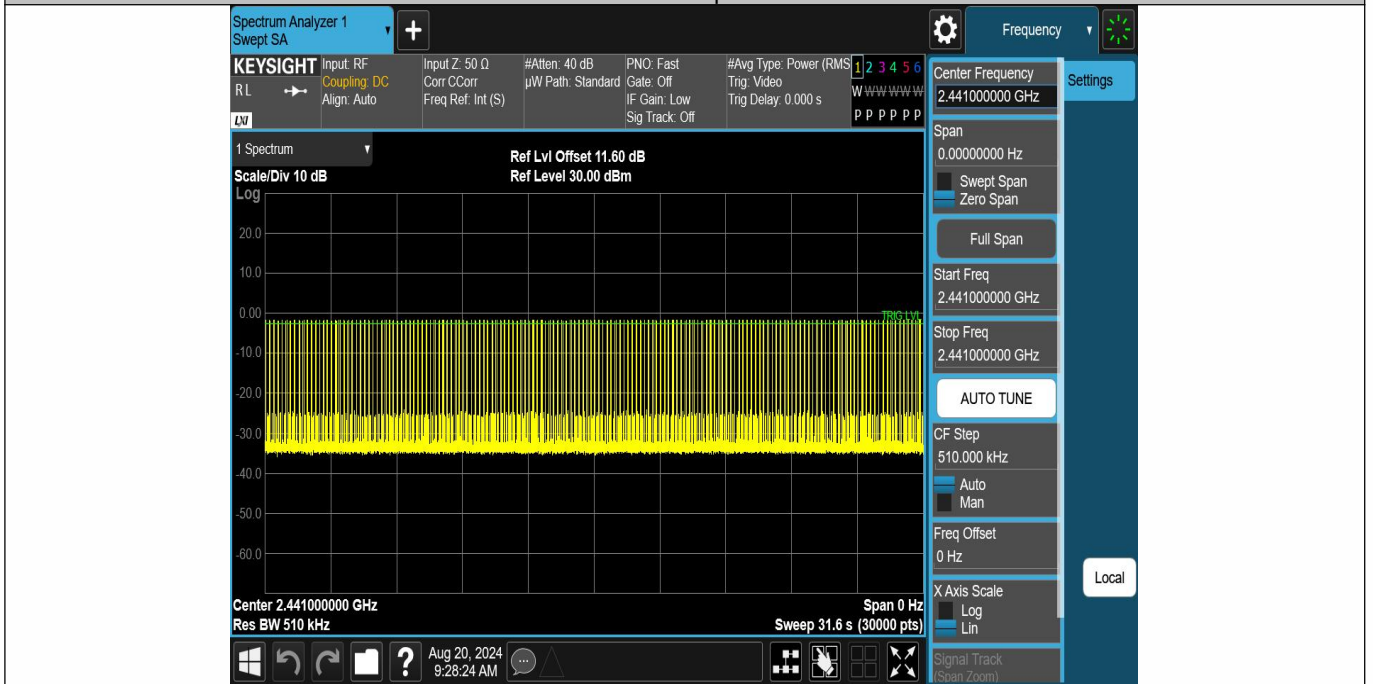 Spectrum Analyzer 1
Swept SA
+
Frequency
KEYSIGHT
RL
LXI
Input: RF
Coupling: DC
Align: Auto
Input Z: 50 Ω
Corr CCorr
Freq Ref: Int (S)
#Atten: 40 dB
µW Path: Standard
PNO: Fast
Gate: Off
IF Gain: Low
Sig Track: Off
#Avg Type: Power (RMS
Trig: Video
Trig Delay: 0.000 s
1 2 3 4 5 6
W W W W W W
P P P P P P
1 Spectrum
Scale/Div 10 dB
Ref Lvl Offset 11.60 dB
Ref Level 30.00 dBm
Log
20.0
10.0
0.00
-10.0
-20.0
-30.0
-40.0
-50.0
-60.0
TRIG LVL
Center 2.441000000 GHz
Res BW 510 kHz
Span 0 Hz
Sweep 31.6 s (30000 pts)
Center Frequency
2.441000000 GHz
Settings
Span
0.00000000 Hz
Swept Span
Zero Span
Full Span
Start Freq
2.441000000 GHz
Stop Freq
2.441000000 GHz
AUTO TUNE
CF Step
510.000 kHz
Auto
Man
Freq Offset
0 Hz
X Axis Scale
Log
Lin
Signal Track
(Span Zoom)
Local
?
Aug 20, 2024
9:28:24 AM